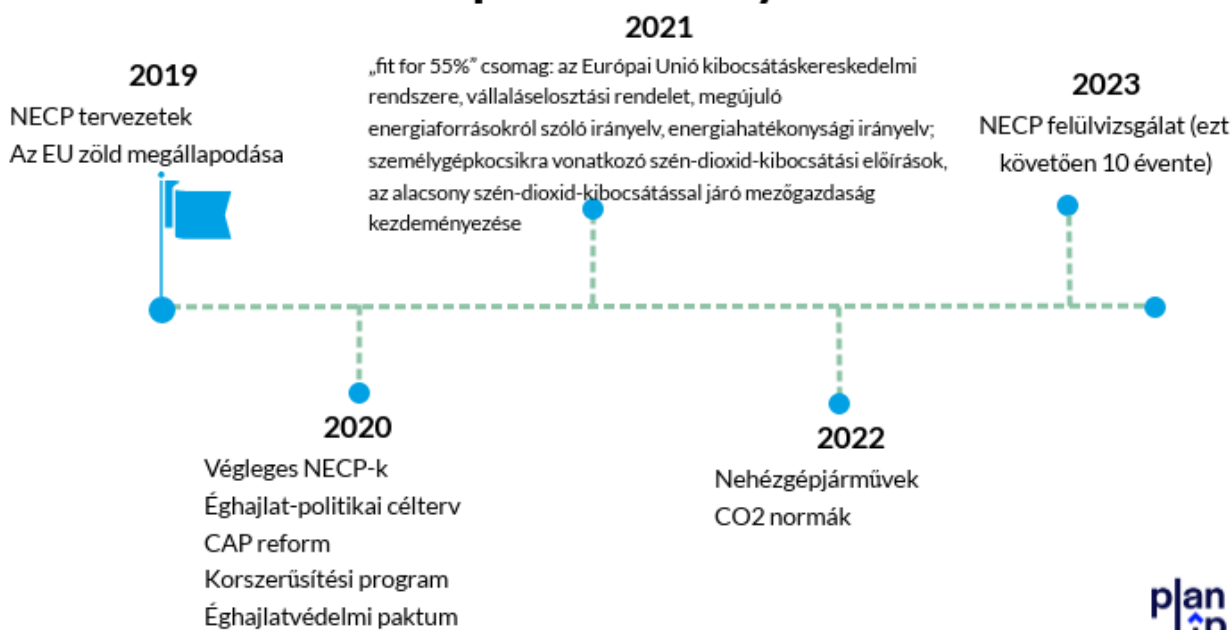 2019
NECP tervezetek
Az EU zöld megállapodása
2021
„fit for 55%” csomag: az Európai Unió kibocsátáskereskedelmi
rendszere, vállaláselosztási rendelet, megújuló
energiaforrásokról szóló irányelv, energiahatékonysági irányelv;
személygépkocsikra vonatkozó szén-dioxid-kibocsátási előírások,
az alacsony szén-dioxid-kibocsátással járó mezőgazdaság
kezdeményezése
2023
NECP felülvizsgálat (ezt
követően 10 évente)
2020
Végleges NECP-k
Éghajlat-politikai célterv
CAP reform
Korszerűsítési program
Éghajlatvédelmi paktum
2022
Nehézgépjárművek
CO2 normák
plan